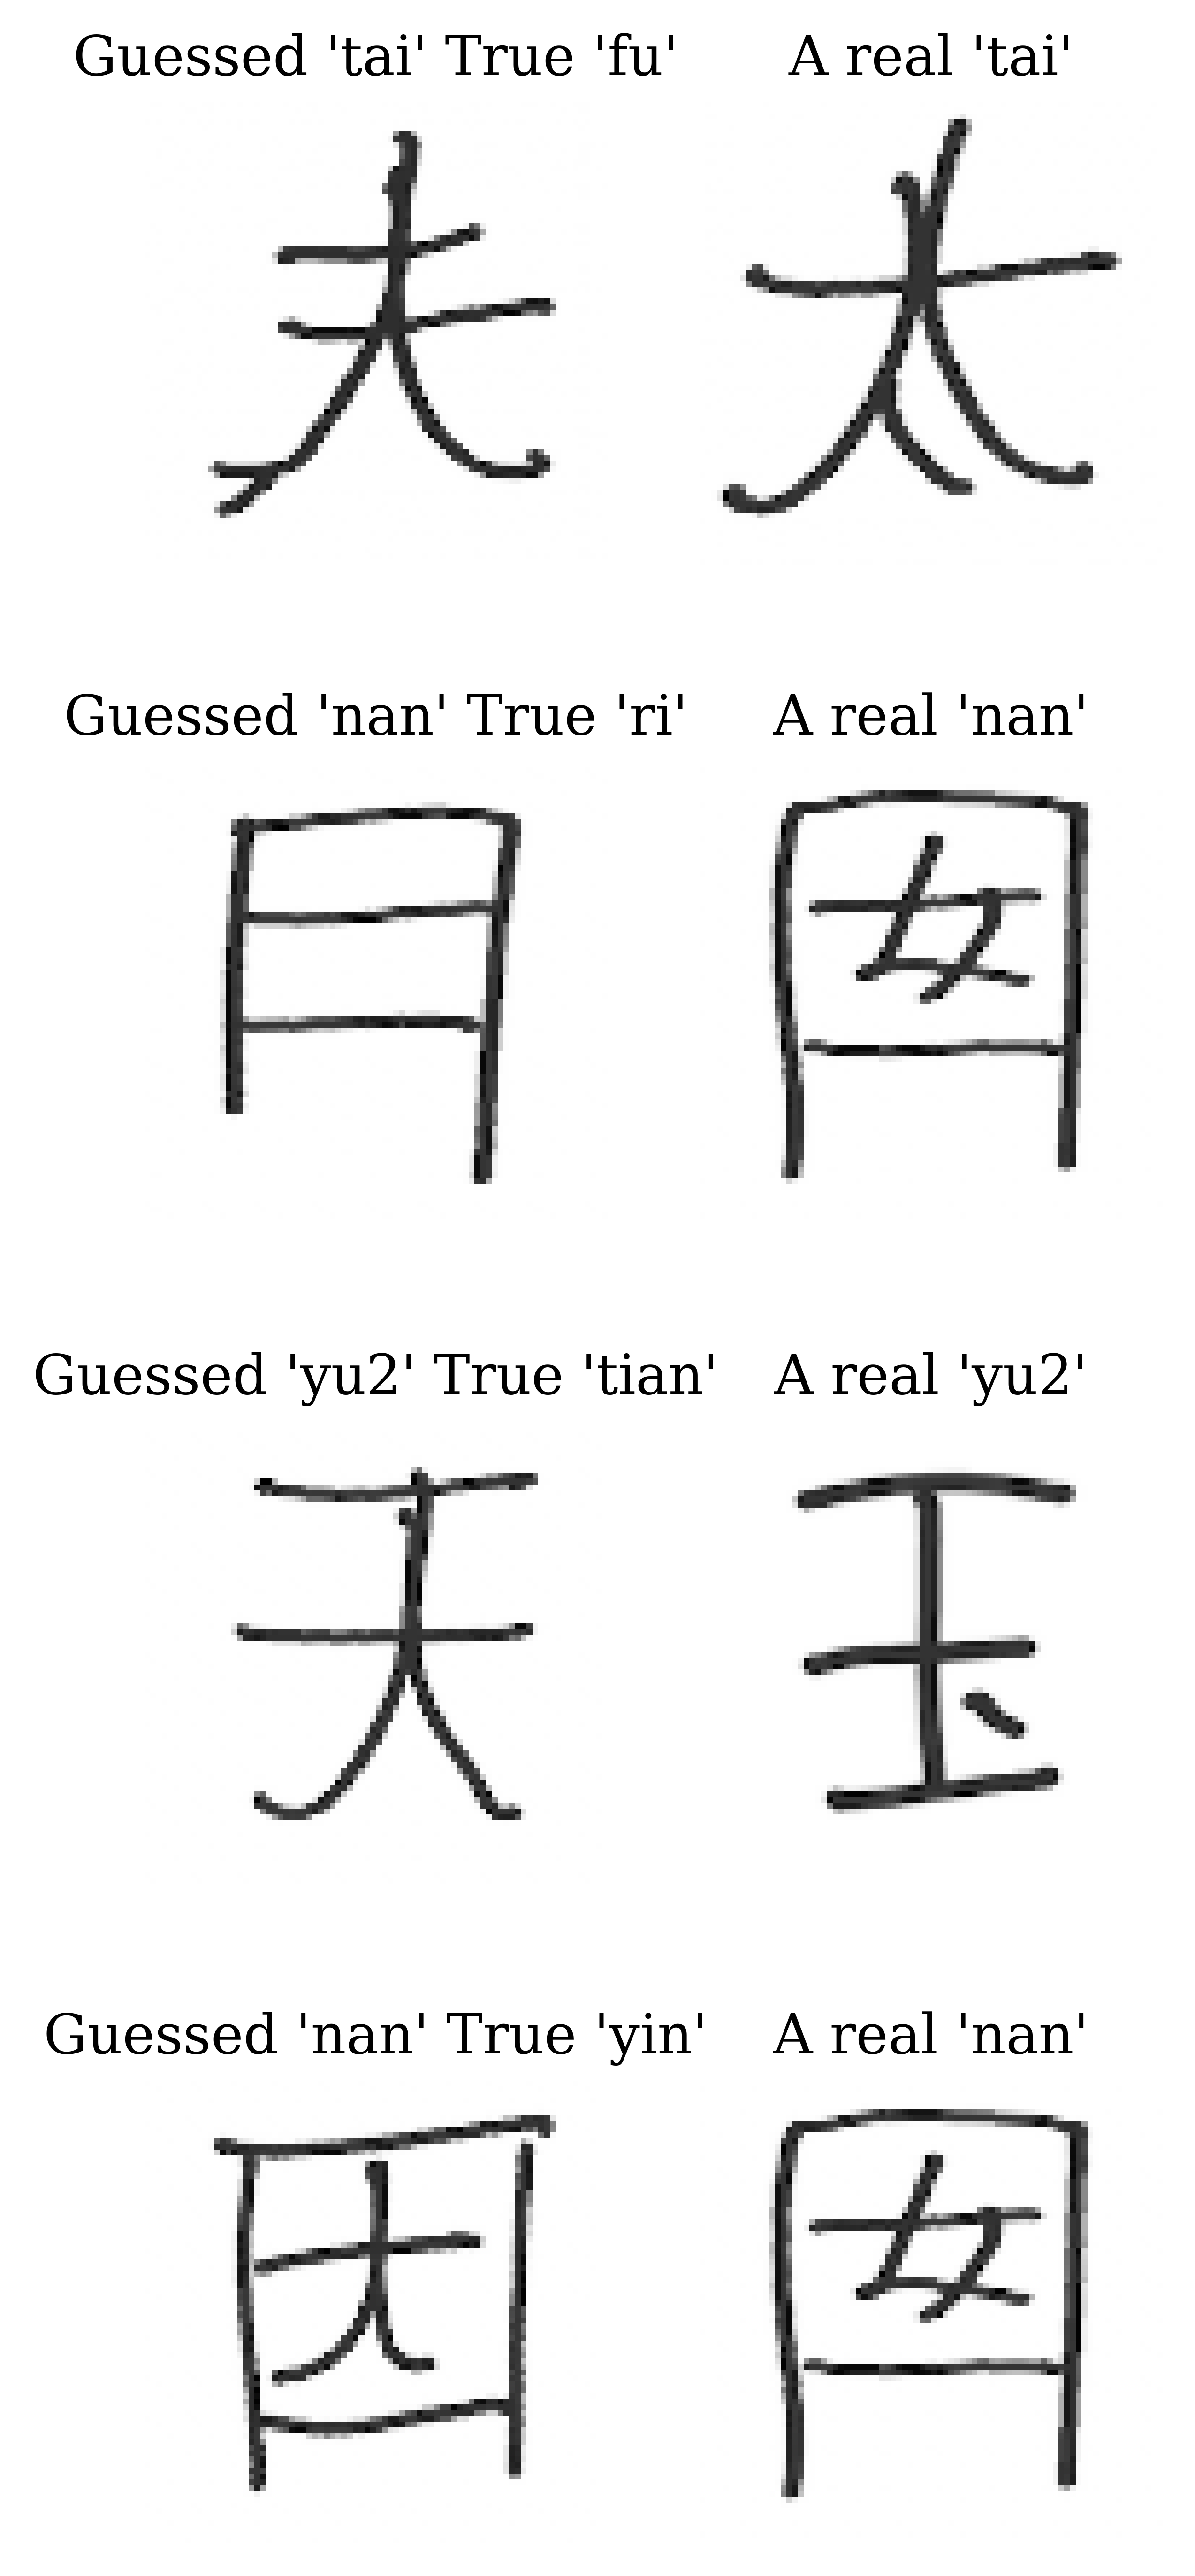 Guessed 'tai' True 'fu' A real 'tai'
夫 太
Guessed 'nan' True 'ri' A real 'nan'
日 囡
Guessed 'yu2' True 'tian' A real 'yu2'
天 玉
Guessed 'nan' True 'yin' A real 'nan'
因 囡